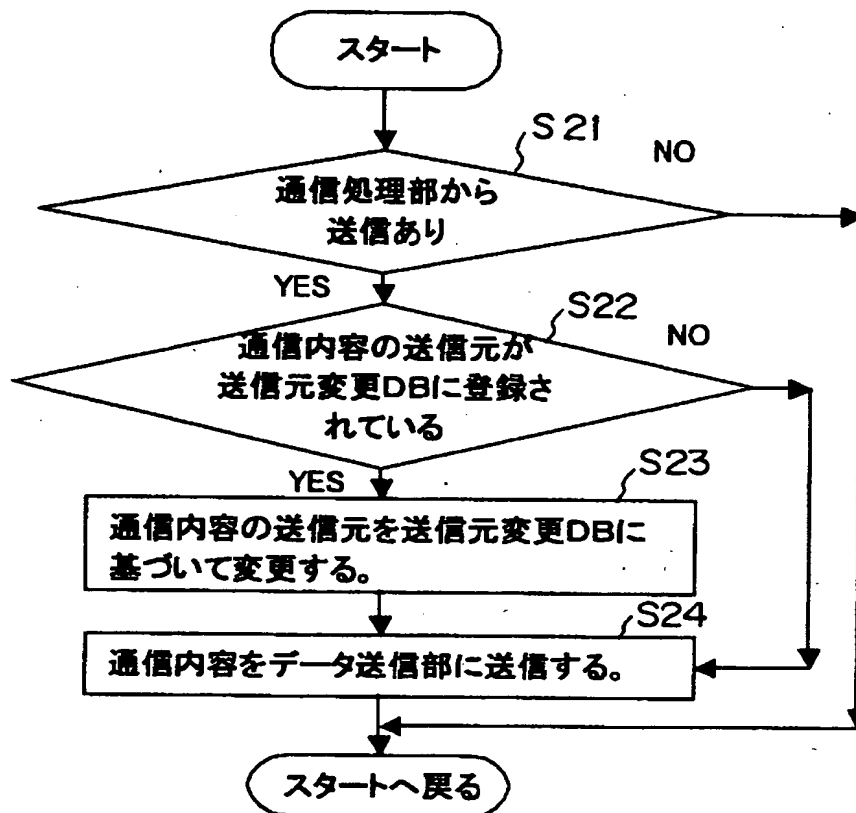 スタート
S21
NO
通信処理部から
送信あり
YES
S22
NO
通信内容の送信元が
送信元変更DBに登録さ
れている
YES
S23
通信内容の送信元を送信元変更DBに
基づいて変更する。
S24
通信内容をデータ送信部に送信する。
スタートへ戻る